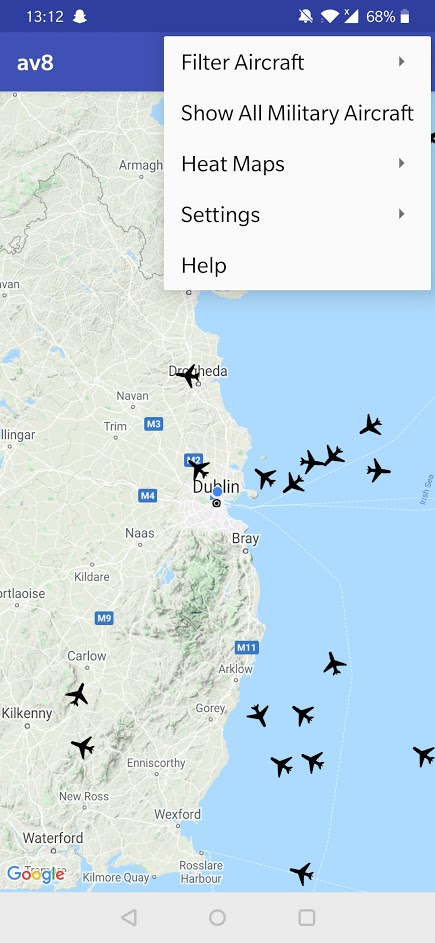 13:12
68%
av8
Filter Aircraft
Show All Military Aircraft
Heat Maps
Settings
Help
Armagh
van
Drogheda
Navan
M3
Trim
llingar
M2
Dublin
M4
Irish Sea
Naas
Bray
Kildare
ortlaoise
M9
M11
Carlow
Arklow
Kilkenny
Gorey
Enniscorthy
New Ross
Wexford
Waterford
Rosslare
Harbour
Google
Kilmore Quay